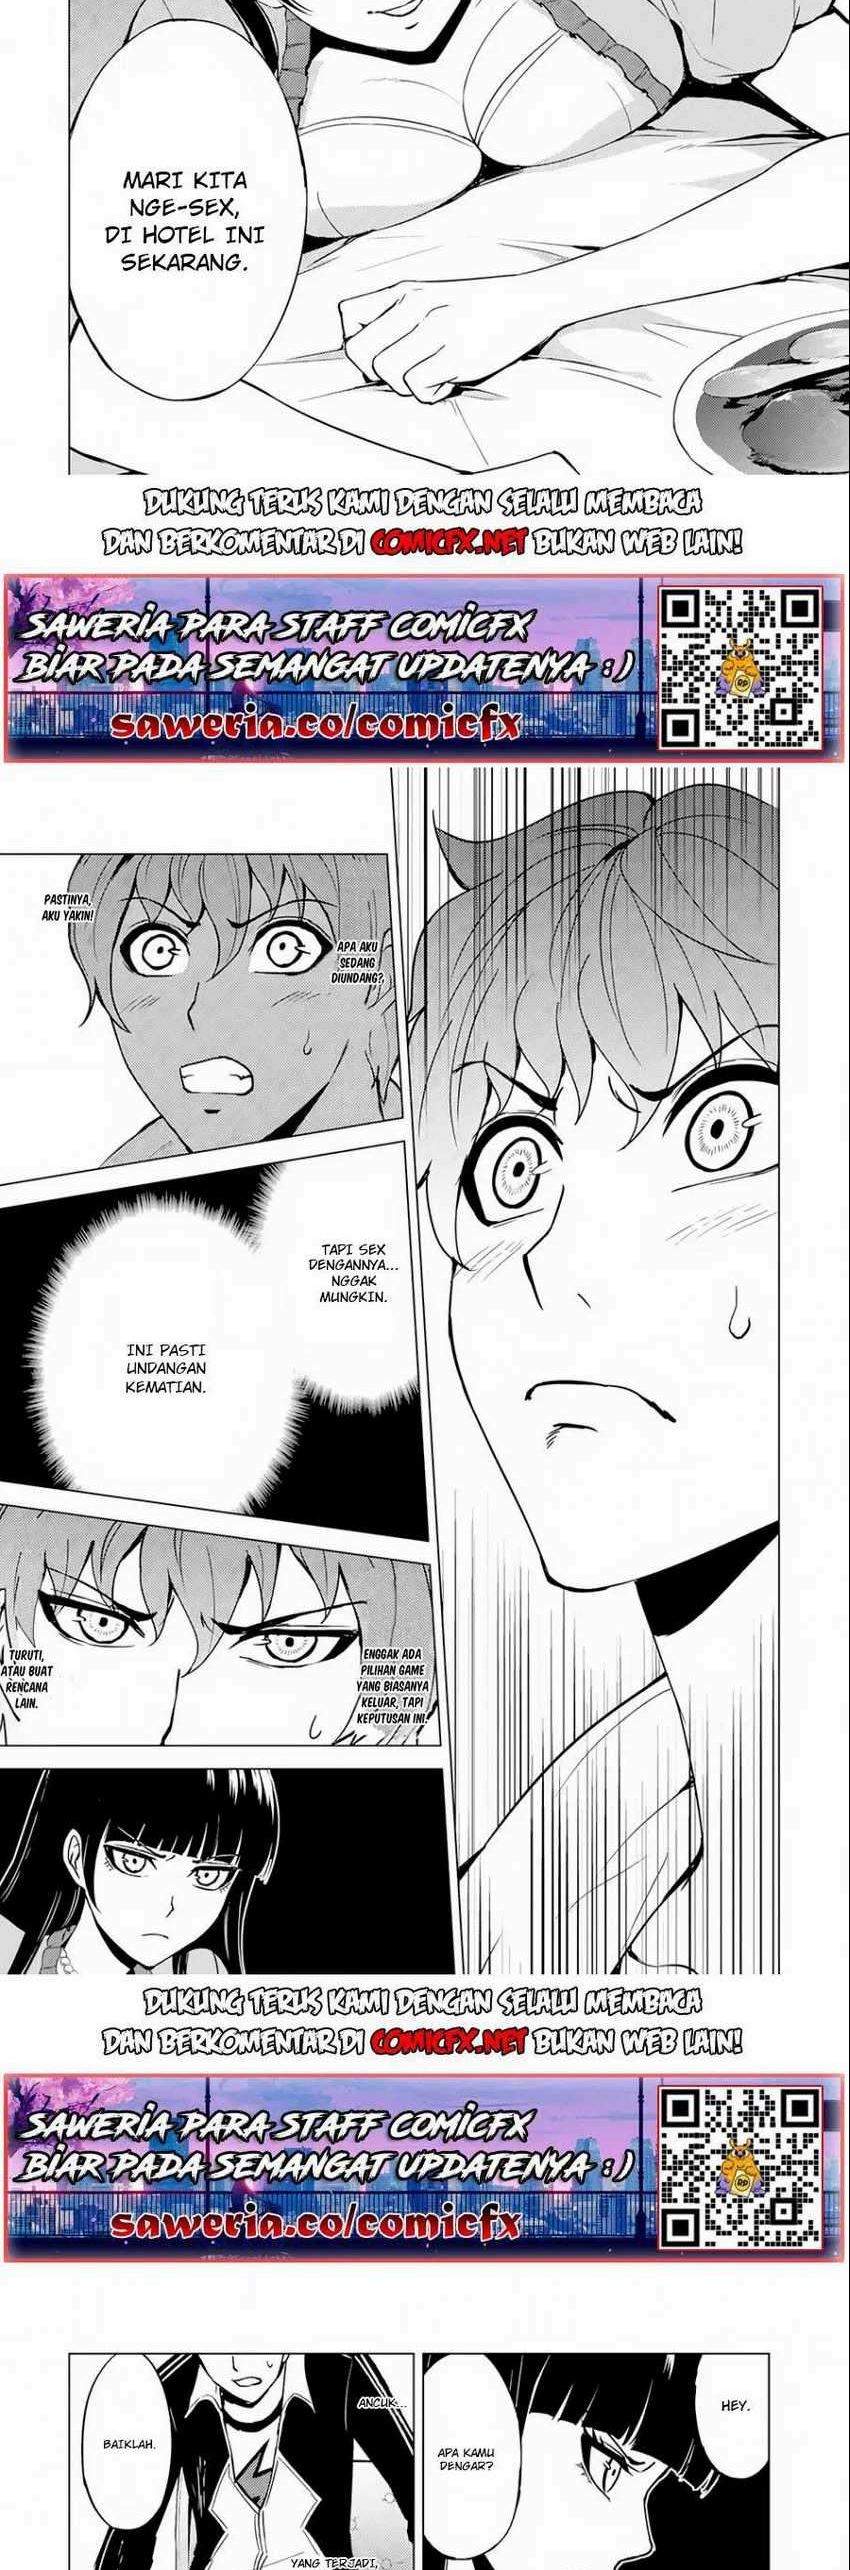 MARI KITA
NGE-SEX,
DI HOTEL INI
SEKARANG.
DUKUNG TERUS KAMI DENGAN SELALU MEMBACA
DAN BERKOMENTAR DI COMICFX.NET BUKAN WEB LAIN!
SAWERIA PARA STAFF COMICFX
BIAR PADA SEMANGAT UPDATENYA :)
saweria.co/comicfx
PASTINYA,
AKU YAKIN!
APA AKU
SEDANG
DIUNDANG?
TAPI SEX
DENGANNYA...
NGGAK
MUNGKIN.
INI PASTI
UNDANGAN
KEMATIAN.
TURUTI,
ATAU BUAT
RENCANA
LAIN.
ENGGAK ADA
PILIHAN GAME
YANG BIASANYA
KELUAR, TAPI
KEPUTUSAN INI.
DUKUNG TERUS KAMI DENGAN SELALU MEMBACA
DAN BERKOMENTAR DI COMICFX.NET BUKAN WEB LAIN!
SAWERIA PARA STAFF COMICFX
BIAR PADA SEMANGAT UPDATENYA :)
saweria.co/comicfx
BAIKLAH.
ANCUK...
YANG TERJADI,
HEY.
APA KAMU
DENGAR?